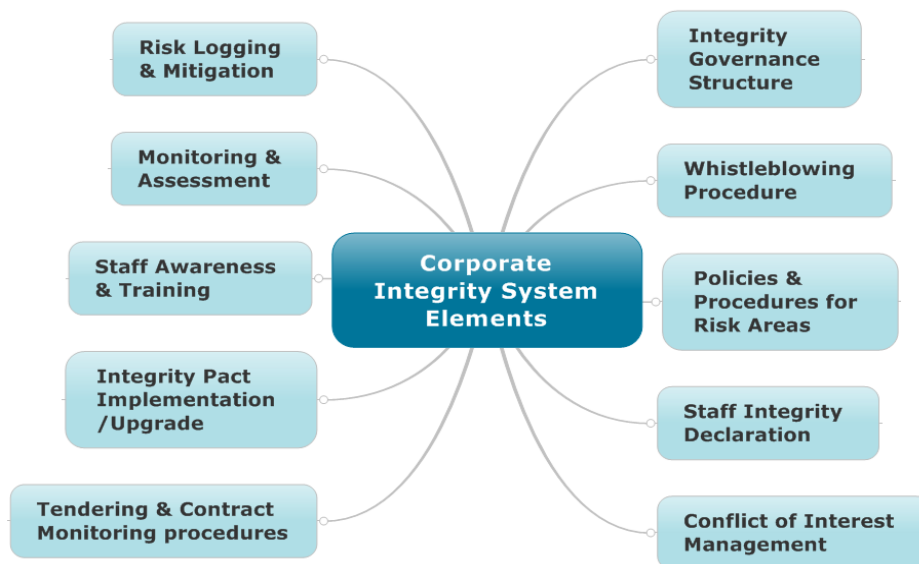 Risk Logging
& Mitigation
Monitoring &
Assessment
Staff Awareness
& Training
Integrity Pact
Implementation
/Upgrade
Tendering & Contract
Monitoring procedures
Corporate
Integrity System
Elements
Integrity
Governance
Structure
Whistleblowing
Procedure
Policies &
Procedures for
Risk Areas
Staff Integrity
Declaration
Conflict of Interest
Management